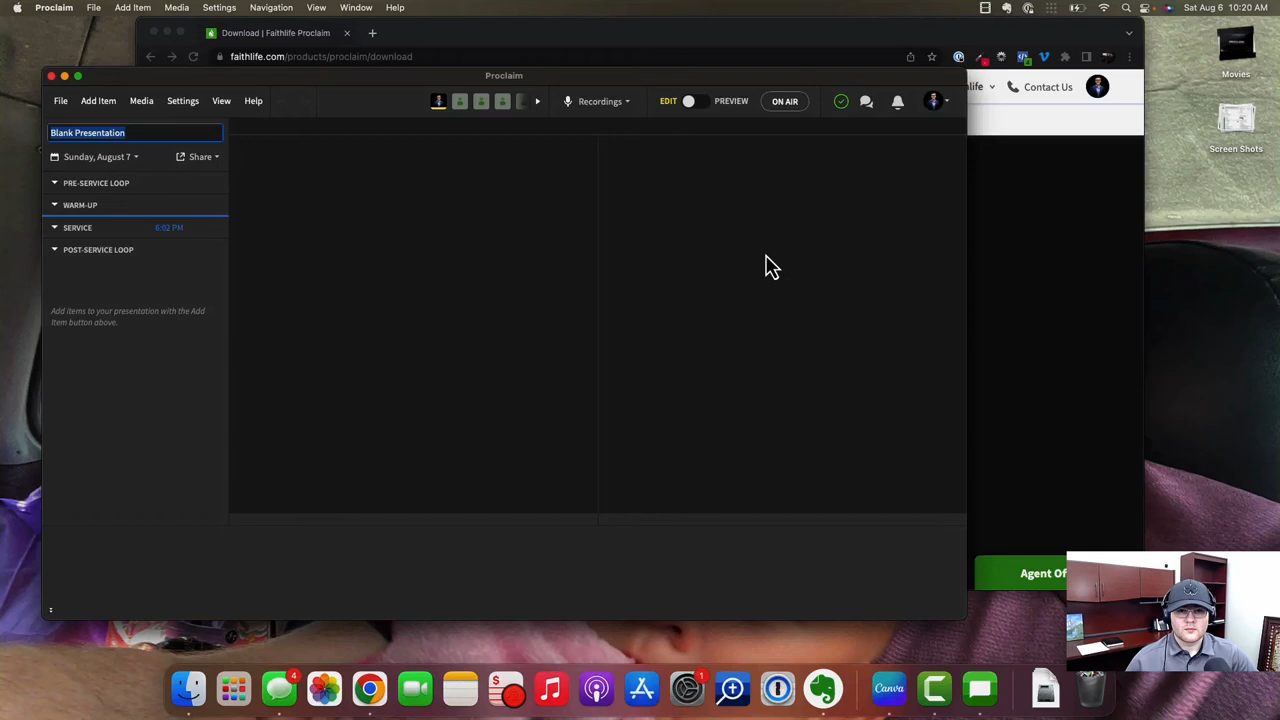 Proclaim File Add Item Media Settings Navigation View Window Help
Sat Aug 6 10:20 AM
Movies
Screen Shots
Download | Faithlife Proclaim
faithlife.com/products/proclaim/download
Contact Us
Proclaim
File Add Item Media Settings View Help
Recordings
EDIT PREVIEW ON AIR
Blank Presentation
Sunday, August 7 Share
PRE-SERVICE LOOP
WARM-UP
SERVICE 6:02 PM
POST-SERVICE LOOP
Add items to your presentation with the Add
Item button above.
Agent Of
4
1
Canva